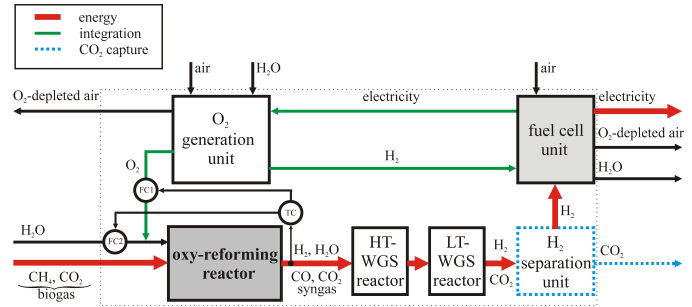 energy
integration
CO₂ capture
air
H₂O
air
O₂-depleted air
electricity
electricity
O₂
generation
unit
fuel cell
unit
O₂-depleted air
O₂
H₂
H₂O
FC1
TC
H₂
H₂O
FC2
oxy-reforming
reactor
H₂, H₂O
CO, CO₂
syngas
HT-
WGS
reactor
LT-
WGS
reactor
H₂
CO₂
H₂
separation
unit
CO₂
CH₄, CO₂
biogas